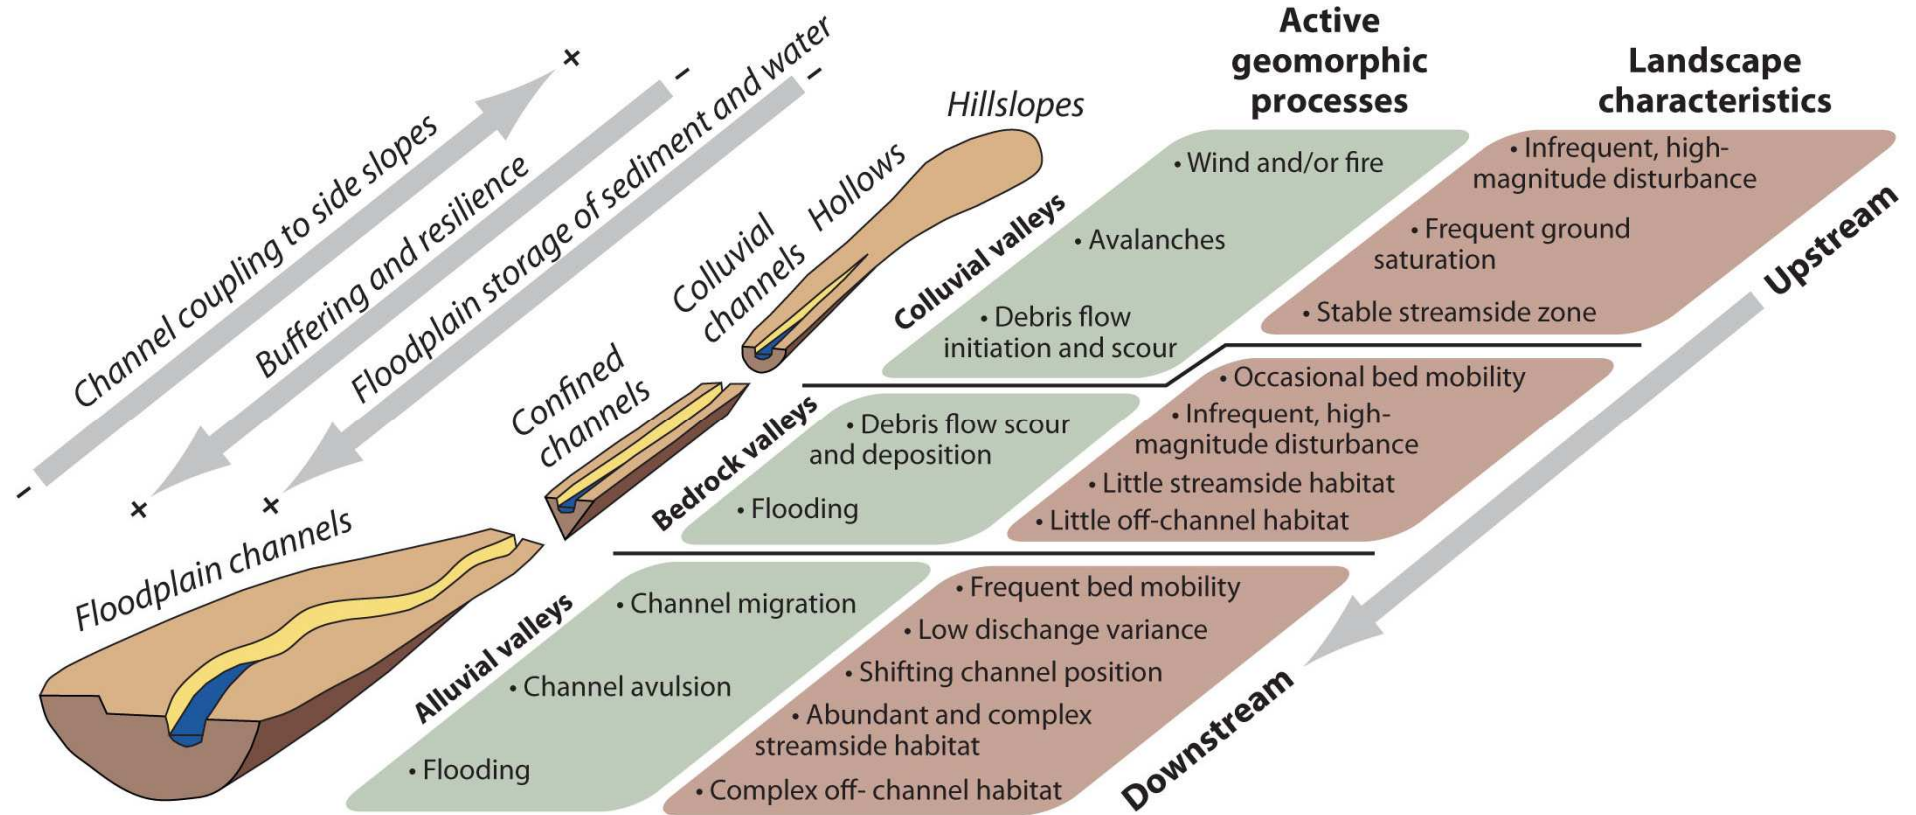 Active
geomorphic
processes
Landscape
characteristics
+
Channel coupling to side slopes
–
–
Buffering and resilience
+
–
Floodplain storage of sediment and water
+
Hillslopes
Hollows
Colluvial
channels
Confined
channels
Floodplain channels
Colluvial valleys
• Wind and/or fire
• Avalanches
• Debris flow
initiation and scour
• Infrequent, high-
magnitude disturbance
• Frequent ground
saturation
• Stable streamside zone
Bedrock valleys
• Debris flow scour
and deposition
• Flooding
• Occasional bed mobility
• Infrequent, high-
magnitude disturbance
• Little streamside habitat
• Little off-channel habitat
Alluvial valleys
• Channel migration
• Channel avulsion
• Flooding
• Frequent bed mobility
• Low dischange variance
• Shifting channel position
• Abundant and complex
streamside habitat
• Complex off- channel habitat
Upstream
Downstream